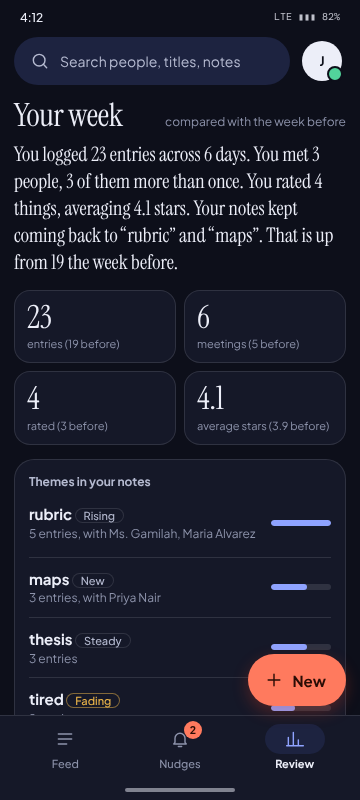 4:12
LTE 82%
Search people, titles, notes
J
Your week
compared with the week before
You logged 23 entries across 6 days. You met 3
people, 3 of them more than once. You rated 4
things, averaging 4.1 stars. Your notes kept
coming back to “rubric” and “maps”. That is up
from 19 the week before.
23
entries (19 before)
6
meetings (5 before)
4
rated (3 before)
4.1
average stars (3.9 before)
Themes in your notes
rubric Rising
5 entries, with Ms. Gamilah, Maria Alvarez
maps New
3 entries, with Priya Nair
thesis Steady
3 entries
+ New
tired Fading
2
Feed
Nudges
Review